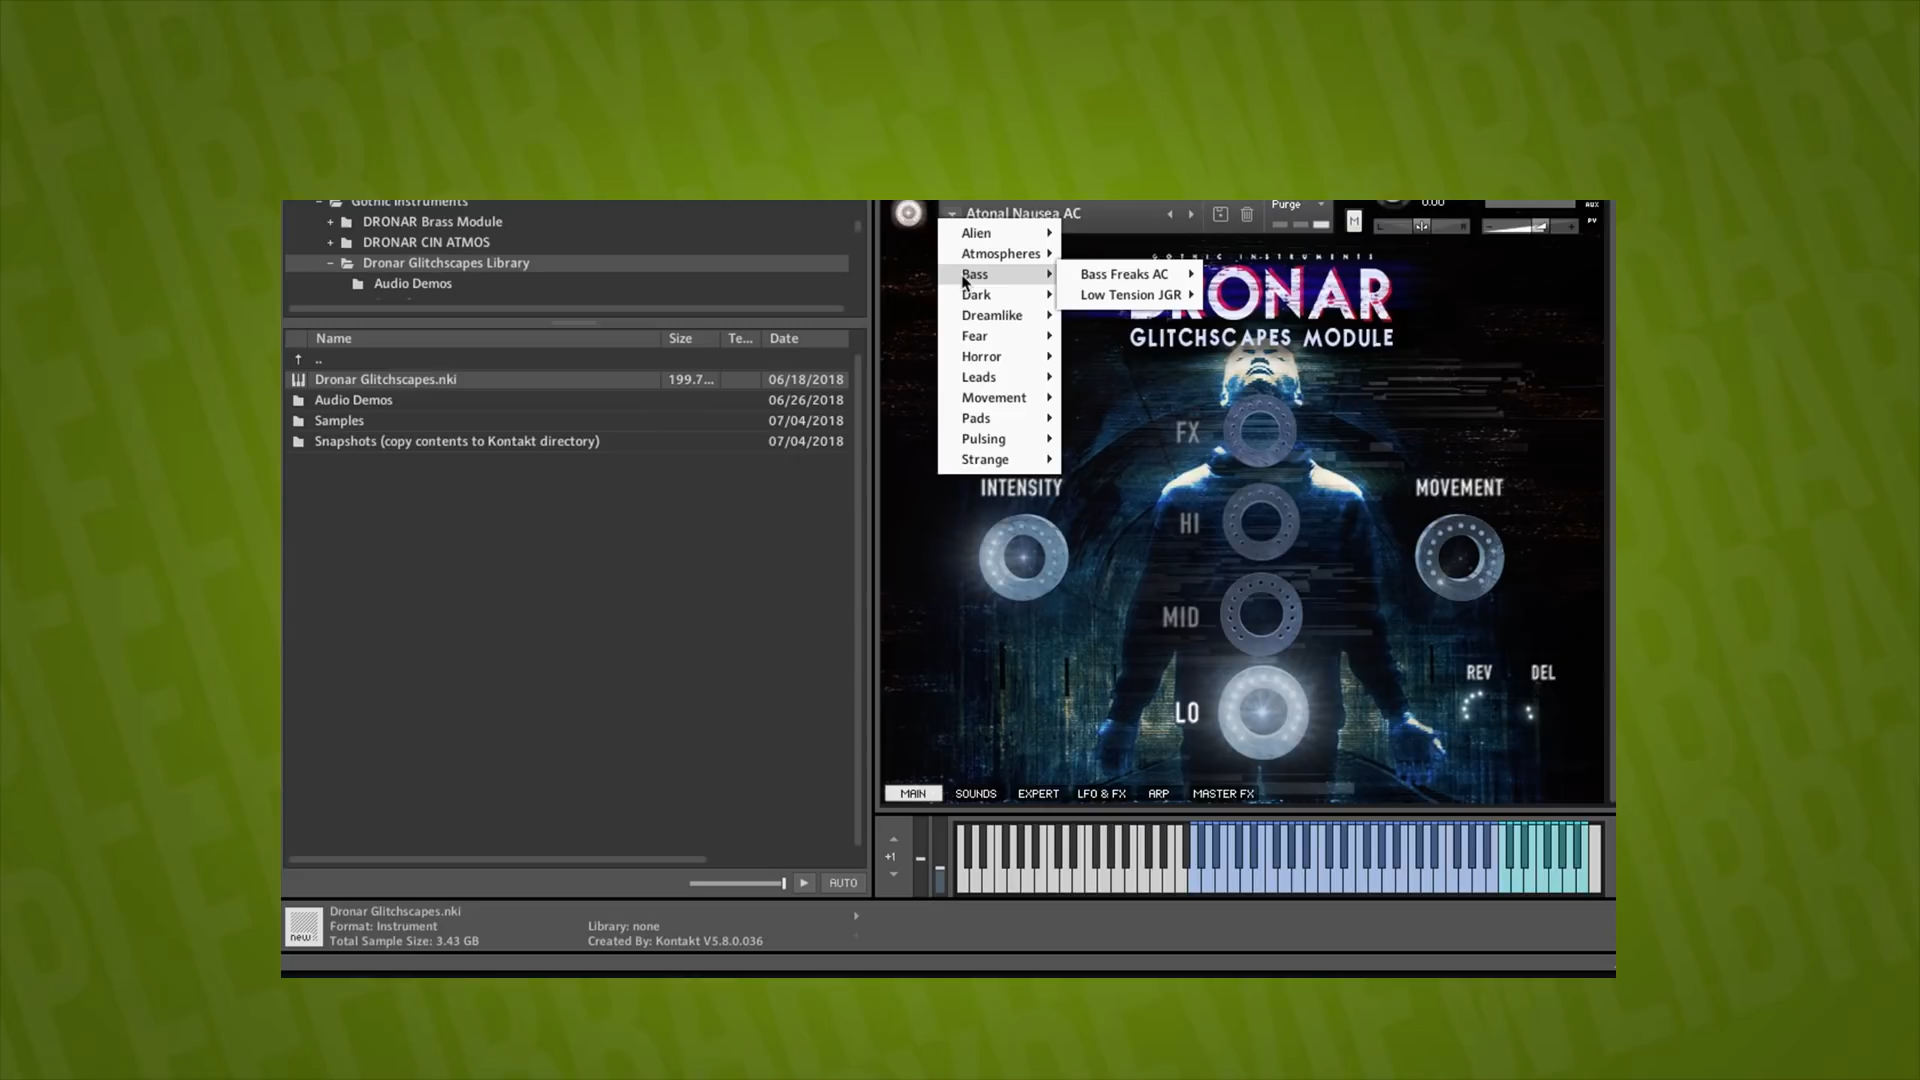 Gothic Instruments
+ DRONAR Brass Module
+ DRONAR CIN ATMOS
− Dronar Glitchscapes Library
Audio Demos
Name Size Te... Date
..
Dronar Glitchscapes.nki 199.7... 06/18/2018
Audio Demos 06/26/2018
Samples 07/04/2018
Snapshots (copy contents to Kontakt directory) 07/04/2018
AUTO
new
Dronar Glitchscapes.nki
Format: Instrument
Total Sample Size: 3.43 GB
Library: none
Created By: Kontakt V5.8.0.036
Atonal Nausea AC
Purge
M
L
R
0.00
AUX
PV
Alien
Atmospheres
Bass
Dark
Dreamlike
Fear
Horror
Leads
Movement
Pads
Pulsing
Strange
Bass Freaks AC
Low Tension JGR
GOTHIC INSTRUMENTS
DRONAR
GLITCHSCAPES MODULE
FX
INTENSITY
MOVEMENT
HI
MID
REV DEL
LO
MAIN SOUNDS EXPERT LFO & FX ARP MASTER FX
+1